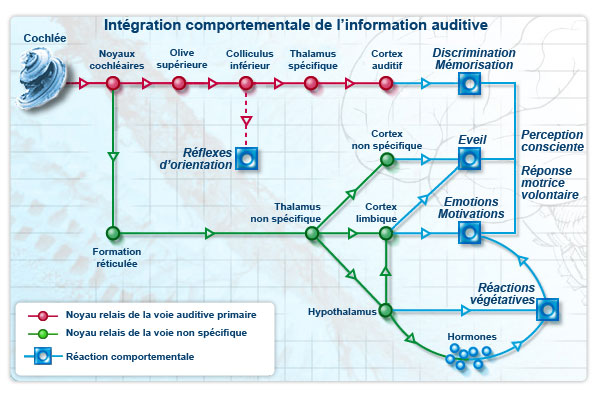 Intégration comportementale de l'information auditive
Cochlée
Noyaux
cochléaires
Olive
supérieure
Colliculus
inférieur
Thalamus
spécifique
Cortex
auditif
Discrimination
Mémorisation
Réflexes
d'orientation
Cortex
non spécifique
Eveil
Perception
consciente
Réponse
motrice
volontaire
Thalamus
non spécifique
Cortex
limbique
Emotions
Motivations
Formation
réticulée
Hypothalamus
Réactions
végétatives
Hormones
Noyau relais de la voie auditive primaire
Noyau relais de la voie non spécifique
Réaction comportementale